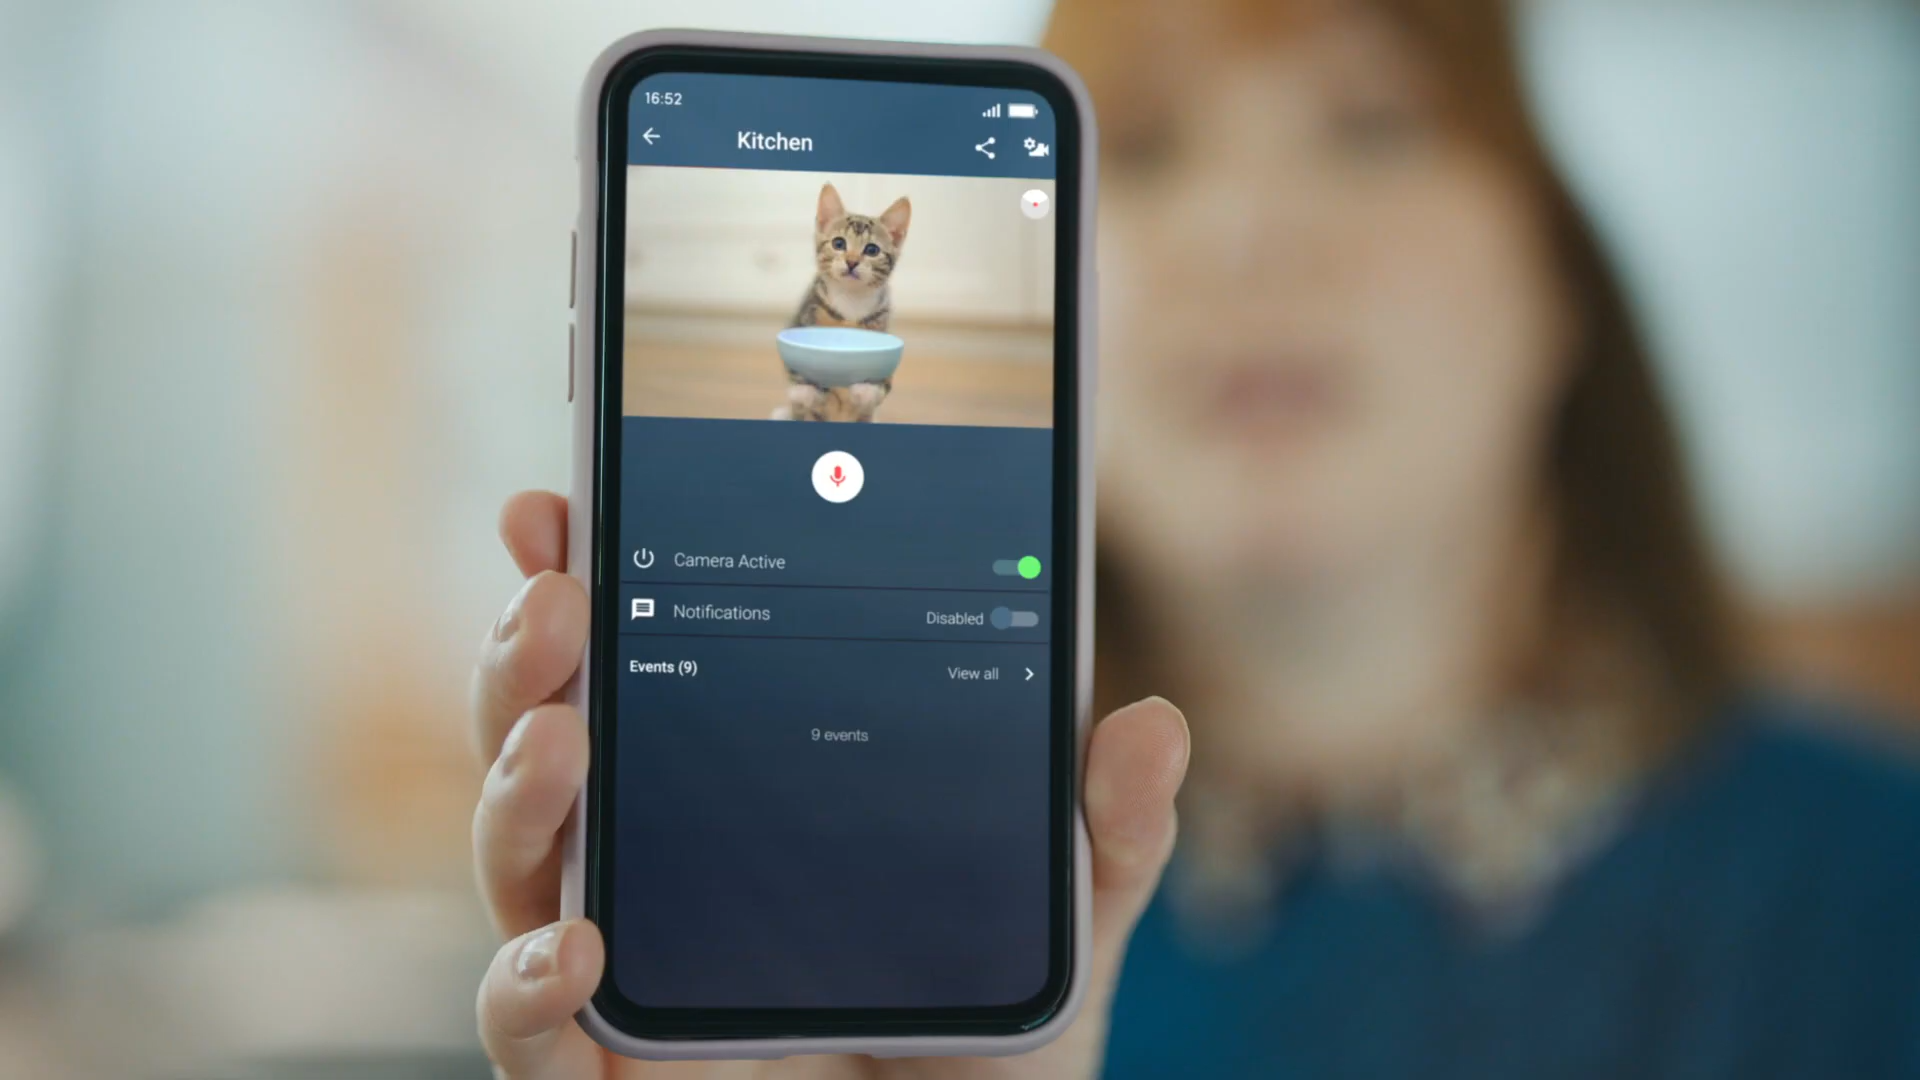 16:52
Kitchen
Camera Active
Notifications Disabled
Events (9) View all
9 events